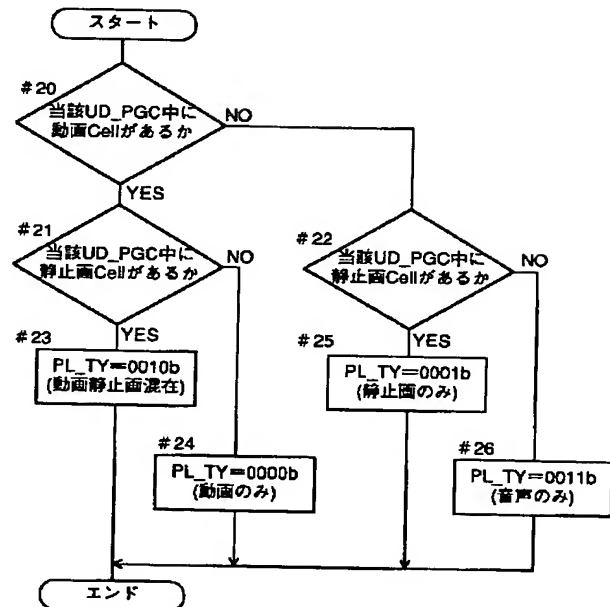 スタート
#20
当該UD_PGC中に
動画Cellがあるか
NO
YES
#21
当該UD_PGC中に
静止画Cellがあるか
NO
YES
#22
当該UD_PGC中に
静止画Cellがあるか
NO
YES
#23
PL_TY=0010b
(動画静止画混在)
#25
PL_TY=0001b
(静止画のみ)
#24
PL_TY=0000b
(動画のみ)
#26
PL_TY=0011b
(音声のみ)
エンド